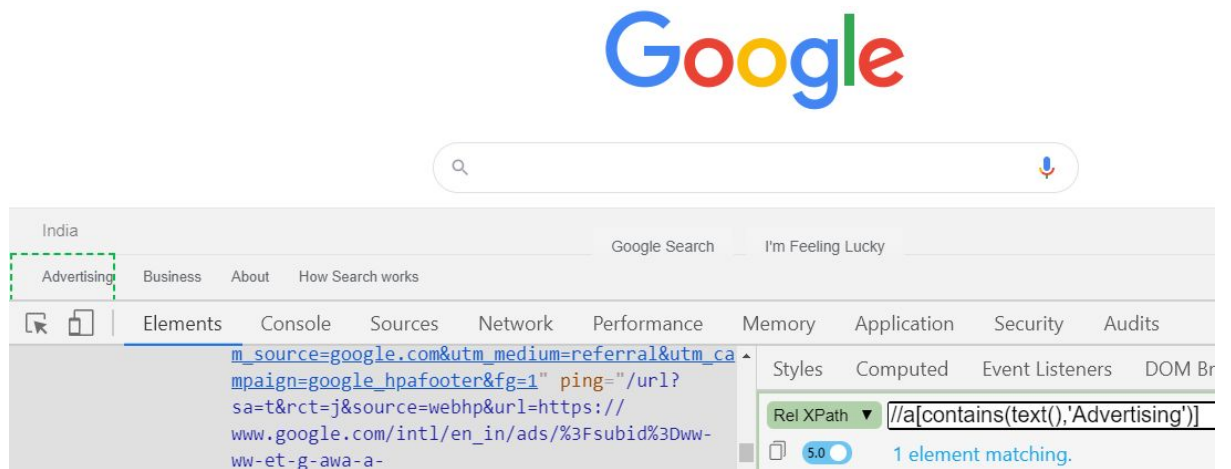 Google
India
Google Search I'm Feeling Lucky
Advertising Business About How Search works
Elements Console Sources Network Performance Memory Application Security Audits
m_source=google.com&utm_medium=referral&utm_ca
mpaign=google_hpafooter&fg=1" ping="/url?
sa=t&rct=j&source=webhp&url=https://
www.google.com/intl/en_in/ads/%3Fsubid%3Dww-
ww-et-g-awa-a-
Styles Computed Event Listeners DOM Br
Rel XPath ▼ //a[contains(text(),'Advertising')]
5.0 1 element matching.